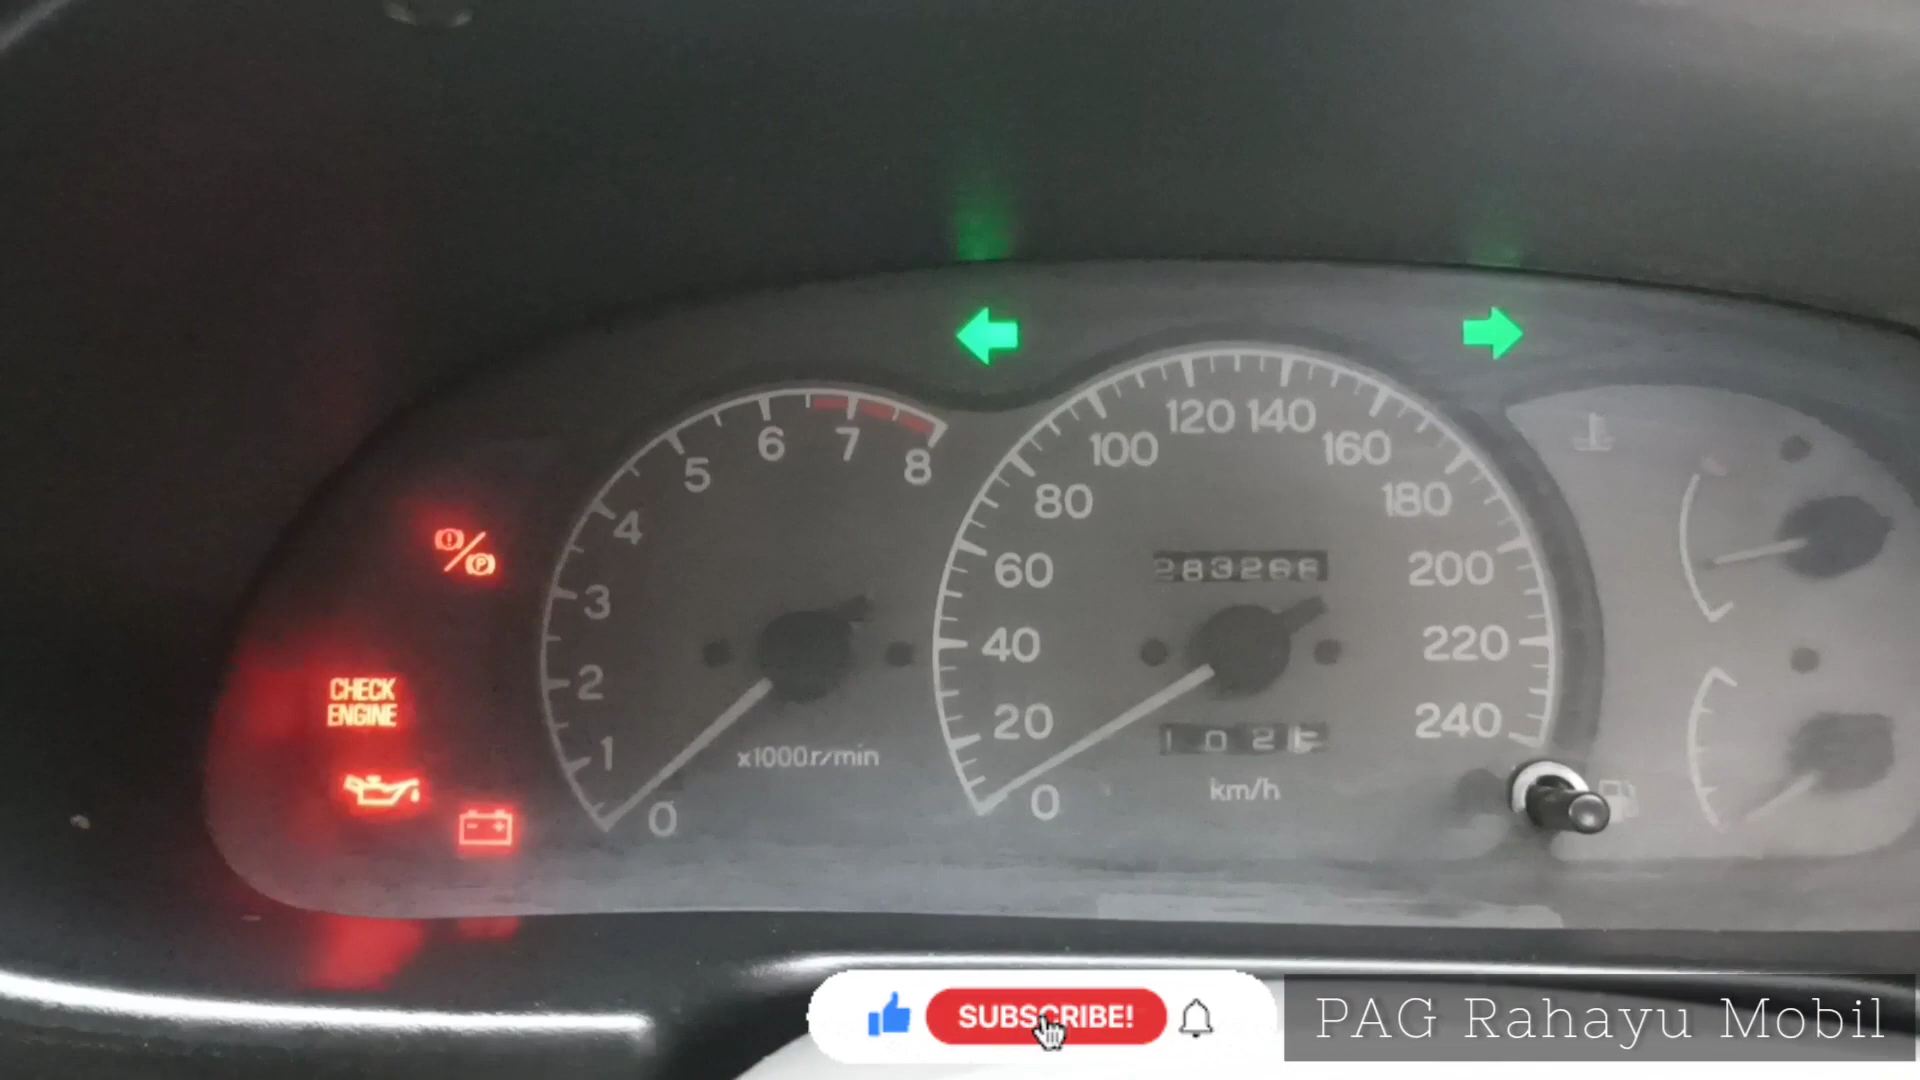 5 6 7 8
4
3
2
1
0
x1000r/min
120 140
100 160
80 180
60 200
40 220
20 240
0
283266
102
km/h
P
CHECK
ENGINE
SUBSCRIBE!
PAG Rahayu Mobil